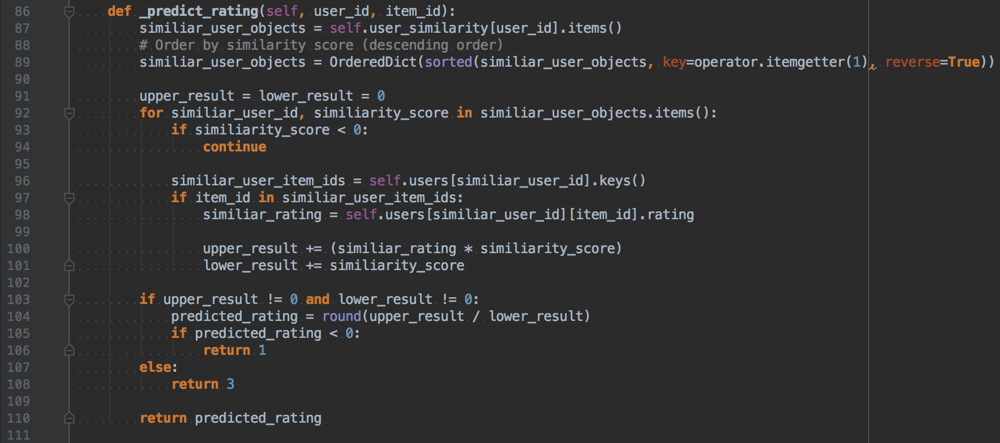 86 def _predict_rating(self, user_id, item_id):
87 similiar_user_objects = self.user_similarity[user_id].items()
88 # Order by similarity score (descending order)
89 similiar_user_objects = OrderedDict(sorted(similiar_user_objects, key=operator.itemgetter(1), reverse=True))
90
91 upper_result = lower_result = 0
92 for similiar_user_id, similiarity_score in similiar_user_objects.items():
93 if similiarity_score < 0:
94 continue
95
96 similiar_user_item_ids = self.users[similiar_user_id].keys()
97 if item_id in similiar_user_item_ids:
98 similiar_rating = self.users[similiar_user_id][item_id].rating
99
100 upper_result += (similiar_rating * similiarity_score)
101 lower_result += similiarity_score
102
103 if upper_result != 0 and lower_result != 0:
104 predicted_rating = round(upper_result / lower_result)
105 if predicted_rating < 0:
106 return 1
107 else:
108 return 3
109
110 return predicted_rating
111